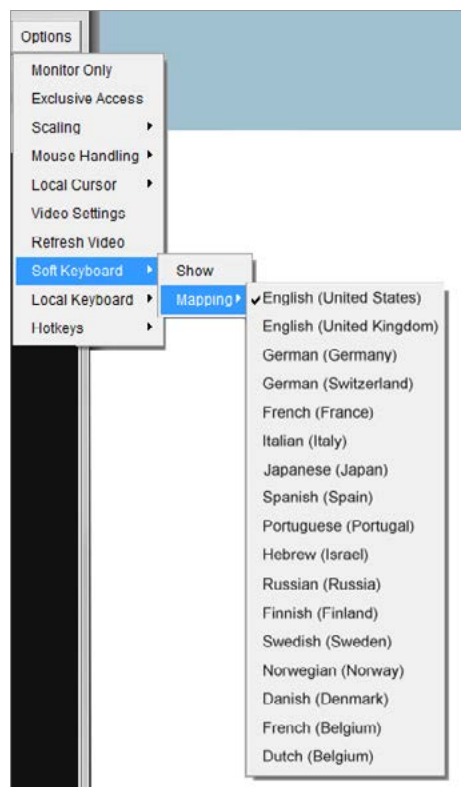 Options
Monitor Only
Exclusive Access
Scaling
Mouse Handling
Local Cursor
Video Settings
Refresh Video
Soft Keyboard
Local Keyboard
Hotkeys
Show
Mapping
English (United States)
English (United Kingdom)
German (Germany)
German (Switzerland)
French (France)
Italian (Italy)
Japanese (Japan)
Spanish (Spain)
Portuguese (Portugal)
Hebrew (Israel)
Russian (Russia)
Finnish (Finland)
Swedish (Sweden)
Norwegian (Norway)
Danish (Denmark)
French (Belgium)
Dutch (Belgium)